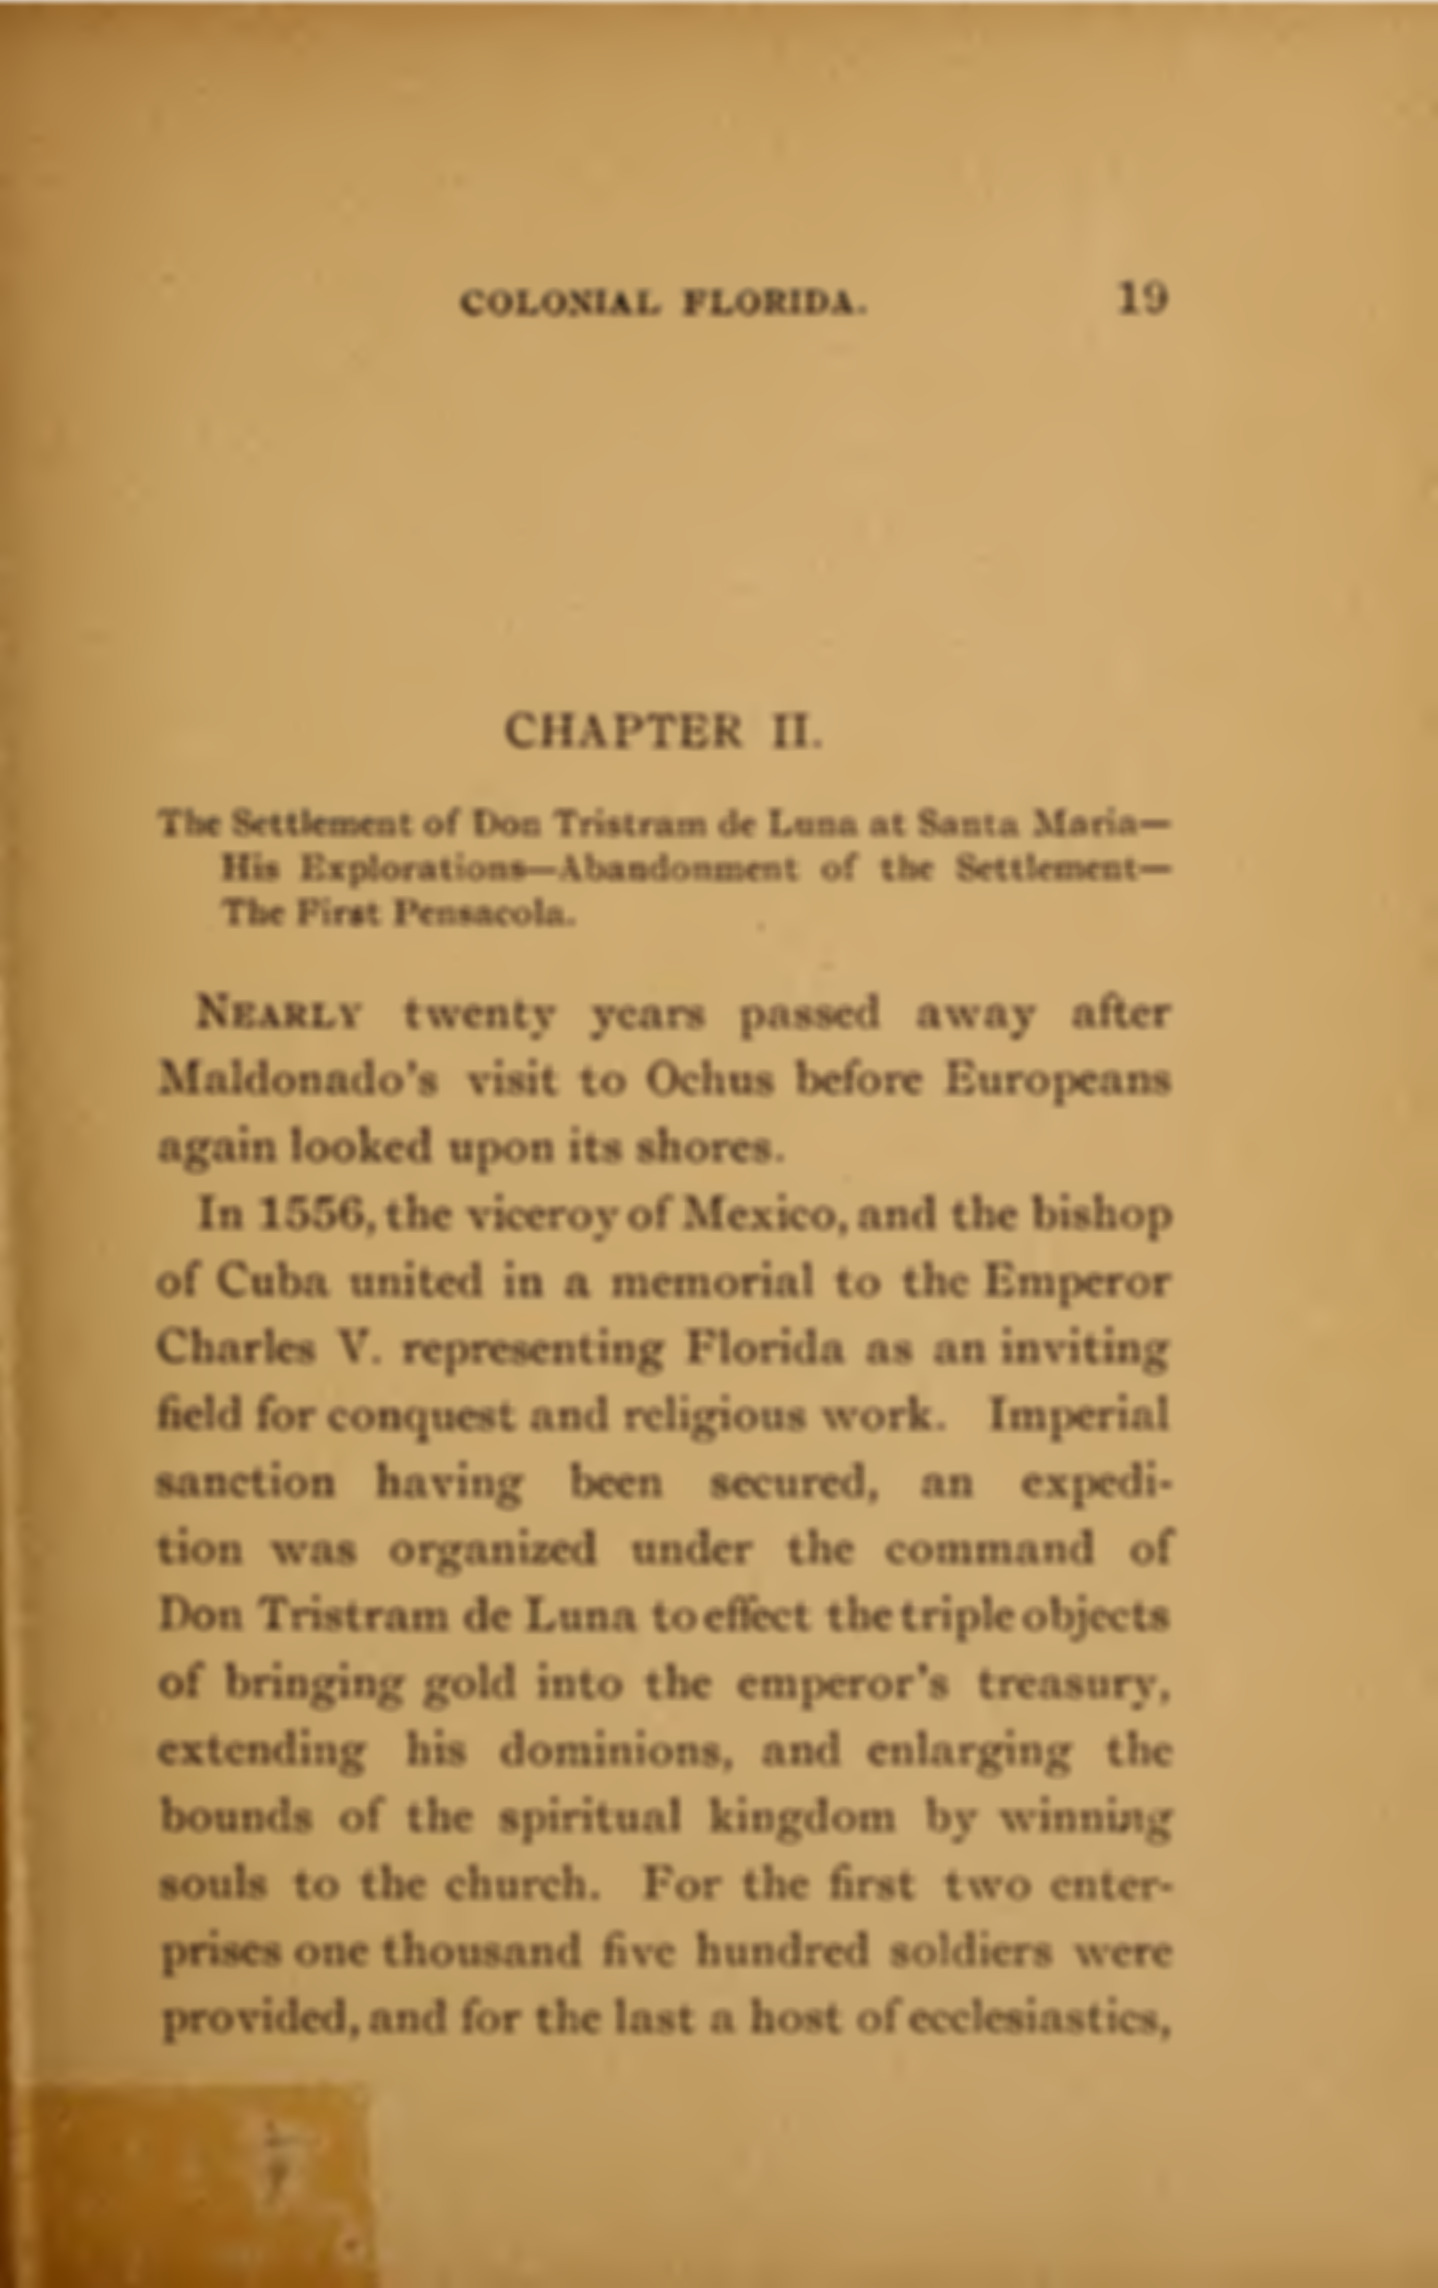 COLONIAL FLORIDA. 19
CHAPTER II.
The Settlement of Don Tristram de Luna at Santa Maria—
His Explorations—Abandonment of the Settlement—
The First Pensacola.
NEARLY twenty years passed away after
Maldonado's visit to Ochus before Europeans
again looked upon its shores.
In 1556, the viceroy of Mexico, and the bishop
of Cuba united in a memorial to the Emperor
Charles V. representing Florida as an inviting
field for conquest and religious work. Imperial
sanction having been secured, an expedi-
tion was organized under the command of
Don Tristram de Luna to effect the triple objects
of bringing gold into the emperor's treasury,
extending his dominions, and enlarging the
bounds of the spiritual kingdom by winning
souls to the church. For the first two enter-
prises one thousand five hundred soldiers were
provided, and for the last a host of ecclesiastics,